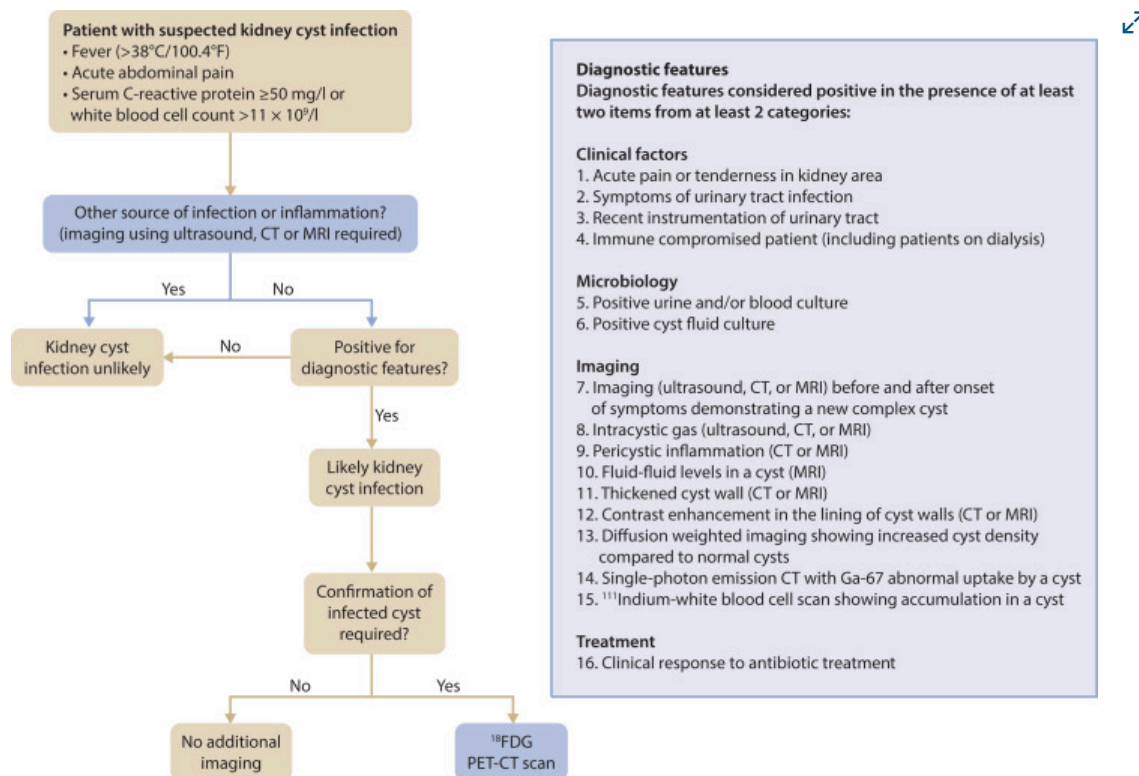 Patient with suspected kidney cyst infection
• Fever (>38°C/100.4°F)
• Acute abdominal pain
• Serum C-reactive protein ≥50 mg/l or
white blood cell count >11 × 10⁹/l
Other source of infection or inflammation?
(imaging using ultrasound, CT or MRI required)
Yes
No
Kidney cyst
infection unlikely
No
Positive for
diagnostic features?
Yes
Likely kidney
cyst infection
Confirmation of
infected cyst
required?
No
Yes
No additional
imaging
¹⁸FDG
PET-CT scan
Diagnostic features
Diagnostic features considered positive in the presence of at least
two items from at least 2 categories:
Clinical factors
1. Acute pain or tenderness in kidney area
2. Symptoms of urinary tract infection
3. Recent instrumentation of urinary tract
4. Immune compromised patient (including patients on dialysis)
Microbiology
5. Positive urine and/or blood culture
6. Positive cyst fluid culture
Imaging
7. Imaging (ultrasound, CT, or MRI) before and after onset
of symptoms demonstrating a new complex cyst
8. Intracystic gas (ultrasound, CT, or MRI)
9. Pericystic inflammation (CT or MRI)
10. Fluid-fluid levels in a cyst (MRI)
11. Thickened cyst wall (CT or MRI)
12. Contrast enhancement in the lining of cyst walls (CT or MRI)
13. Diffusion weighted imaging showing increased cyst density
compared to normal cysts
14. Single-photon emission CT with Ga-67 abnormal uptake by a cyst
15. ¹¹¹Indium-white blood cell scan showing accumulation in a cyst
Treatment
16. Clinical response to antibiotic treatment